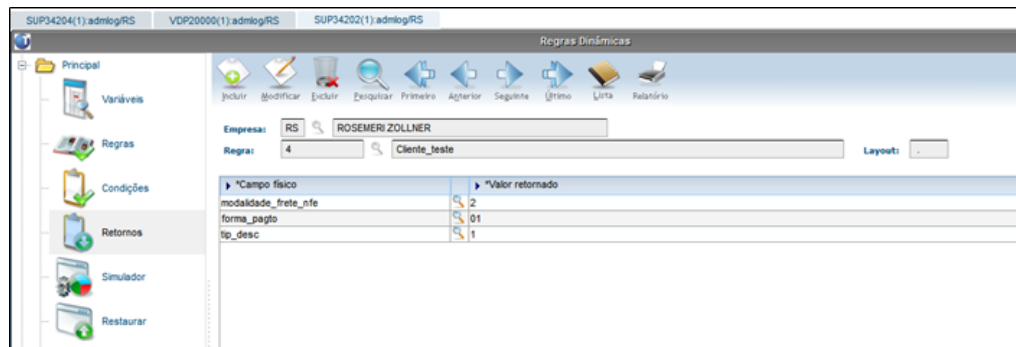 SUP34204(1):admlog/RS VDP20000(1):admlog/RS SUP34202(1):admlog/RS
Regras Dinâmicas
Principal
Variáveis
Regras
Condições
Retornos
Simulador
Restaurar
Incluir Modificar Excluir Pesquisar Primeiro Anterior Seguinte Último Lista Relatório
Empresa: RS ROSEMERI ZOLLNER
Regra: 4 Cliente_teste Layout: .
*Campo físico *Valor retornado
modalidade_frete_nfe 2
forma_pagto 01
tip_desc 1